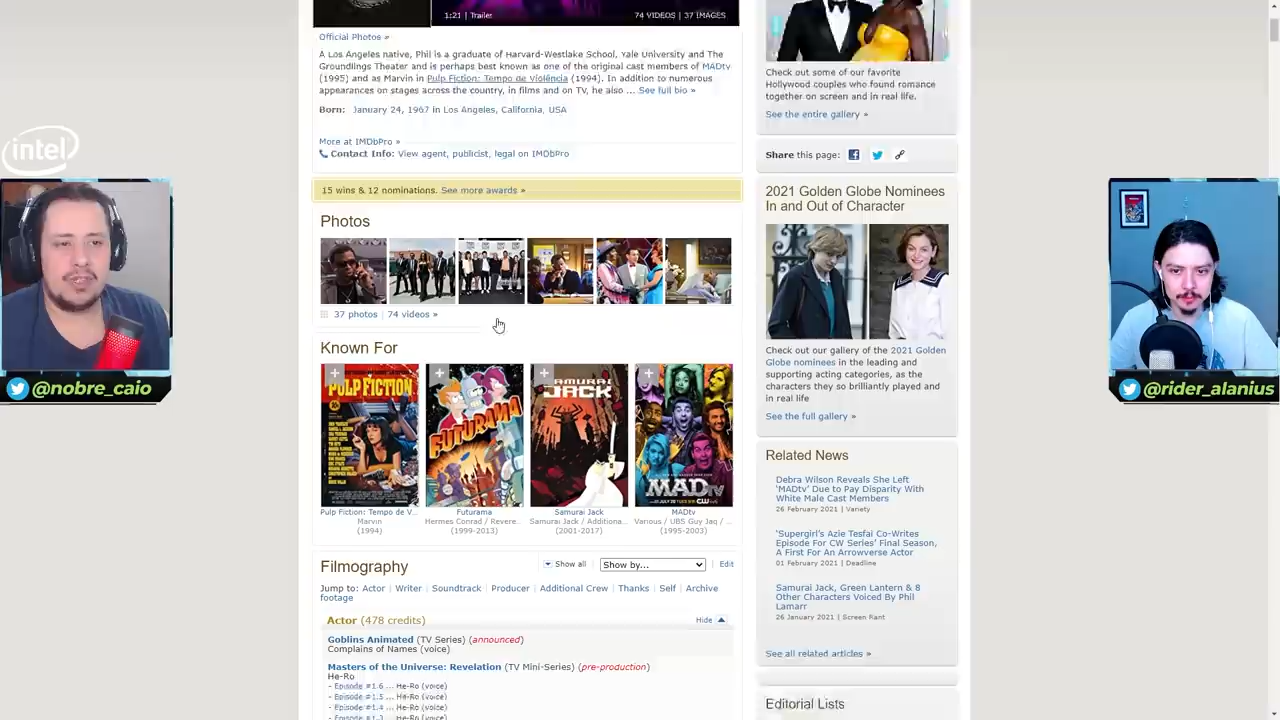 1:21 | Trailer
74 VIDEOS | 37 IMAGES
Official Photos »
A Los Angeles native, Phil is a graduate of Harvard-Westlake School, Yale University and The
Groundlings Theater and is perhaps best known as one of the original cast members of MADtv
(1995) and as Marvin in Pulp Fiction: Tempo de Violência (1994). In addition to numerous
appearances on stages across the country, in films and on TV, he also ... See full bio »
Born: January 24, 1967 in Los Angeles, California, USA
More at IMDbPro »
Contact Info: View agent, publicist, legal on IMDbPro
15 wins & 12 nominations. See more awards »
Photos
37 photos | 74 videos »
Known For
PULP FICTION
FUTURAMA
SAMURAI
JACK
MADtv
Pulp Fiction: Tempo de V...
Marvin
(1994)
Futurama
Hermes Conrad / Revere...
(1999-2013)
Samurai Jack
Samurai Jack / Additiona...
(2001-2017)
MADtv
Various / UBS Guy Jaq / ...
(1995-2003)
Filmography
Show all
Show by...
Edit
Jump to: Actor | Writer | Soundtrack | Producer | Additional Crew | Thanks | Self | Archive
footage
Actor (478 credits)
Hide
Goblins Animated (TV Series) (announced)
Complains of Names (voice)
Masters of the Universe: Revelation (TV Mini-Series) (pre-production)
He-Ro
- Episode #1.6 ... He-Ro (voice)
- Episode #1.5 ... He-Ro (voice)
- Episode #1.4 ... He-Ro (voice)
- Episode #1.3 ... He-Ro (voice)
Check out some of our favorite
Hollywood couples who found romance
together on screen and in real life.
See the entire gallery »
Share this page:
2021 Golden Globe Nominees
In and Out of Character
Check out our gallery of the 2021 Golden
Globe nominees in the leading and
supporting acting categories, as the
characters they so brilliantly played and
in real life
See the full gallery »
Related News
Debra Wilson Reveals She Left
'MADtv' Due to Pay Disparity With
White Male Cast Members
26 February 2021 | Variety
'Supergirl's Azie Tesfai Co-Writes
Episode For CW Series' Final Season,
A First For An Arrowverse Actor
01 February 2021 | Deadline
Samurai Jack, Green Lantern & 8
Other Characters Voiced By Phil
Lamarr
26 January 2021 | Screen Rant
See all related articles »
Editorial Lists
intel
@nobre_caio
@rider_alanius